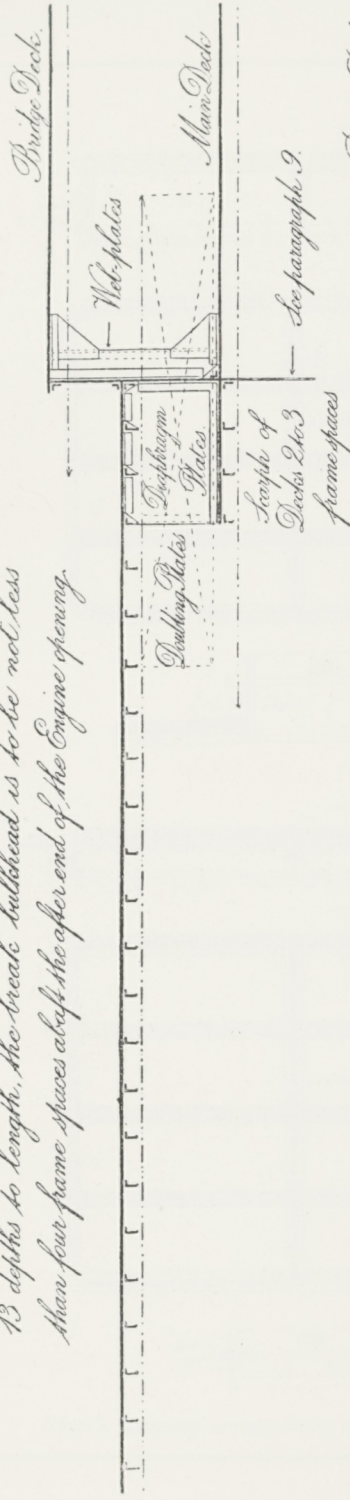 13 depths to length, the break bulkhead is to be not less
than four frame spaces abaft the after end of the Engine opening.
Bridge Deck.
Web-plates
Main Deck
Diaphragm
Plates.
Doubling Plates
See paragraph 9.
Scarph of
Decks 2 to 3
frame spaces